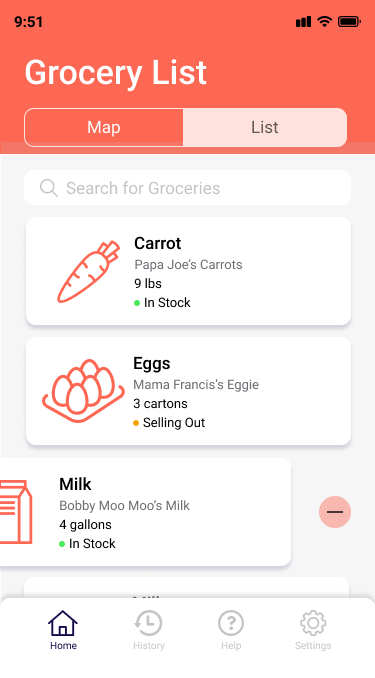 9:51
Grocery List
Map
List
Search for Groceries
Carrot
Papa Joe's Carrots
9 lbs
In Stock
Eggs
Mama Francis's Eggie
3 cartons
Selling Out
Milk
Bobby Moo Moo's Milk
4 gallons
In Stock
Home
History
Help
Settings